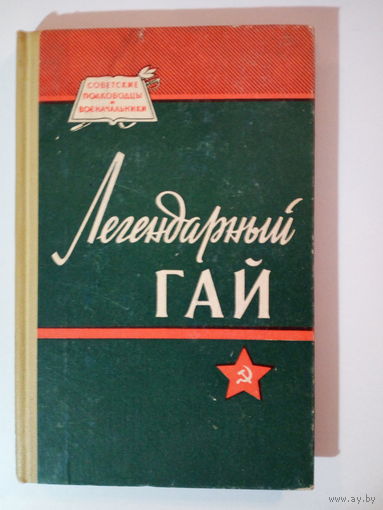 СОВЕТСКИЕ
ПОЛКОВОДЦЫ
И
ВОЕНАЧАЛЬНИКИ
Легендарный
ГАЙ
www.ay.by